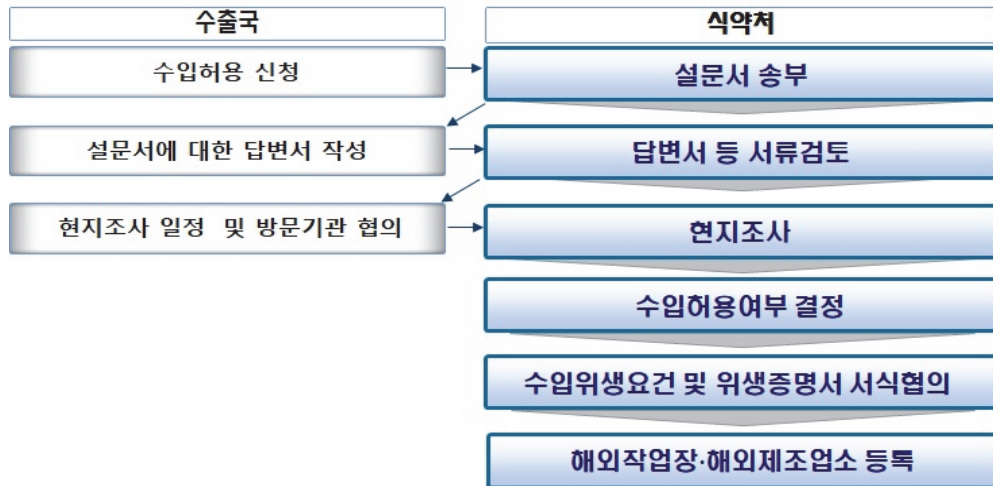 수출국
식약처
수입허용 신청
설문서 송부
설문서에 대한 답변서 작성
답변서 등 서류검토
현지조사 일정 및 방문기관 협의
현지조사
수입허용여부 결정
수입위생요건 및 위생증명서 서식협의
해외작업장·해외제조업소 등록